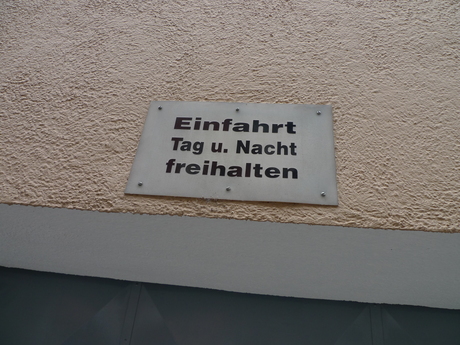 Einfahrt
Tag u. Nacht
freihalten